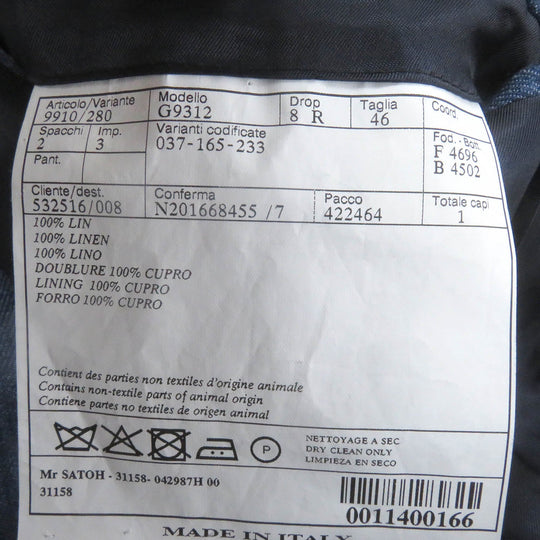 Articolo/Variante Modello Drop Taglia Coord.
9910/280 G9312 8 R 46
Spacchi Imp. Varianti codificate Fod. - Bott.
2 3 037-165-233 F 4696
Pant. B 4502
Cliente/dest. Conferma Pacco Totale capi
532516/008 N201668455 /7 422464 1
100% LIN
100% LINEN
100% LINO
DOUBLURE 100% CUPRO
LINING 100% CUPRO
FORRO 100% CUPRO
Contient des parties non textiles d'origine animale
Contains non-textile parts of animal origin
Contiene partes no textiles de origen animal
P
NETTOYAGE A SEC
DRY CLEAN ONLY
LIMPIEZA EN SECO
Mr SATOH - 31158- 042987H 00
31158
0011400166
MADE IN ITALY